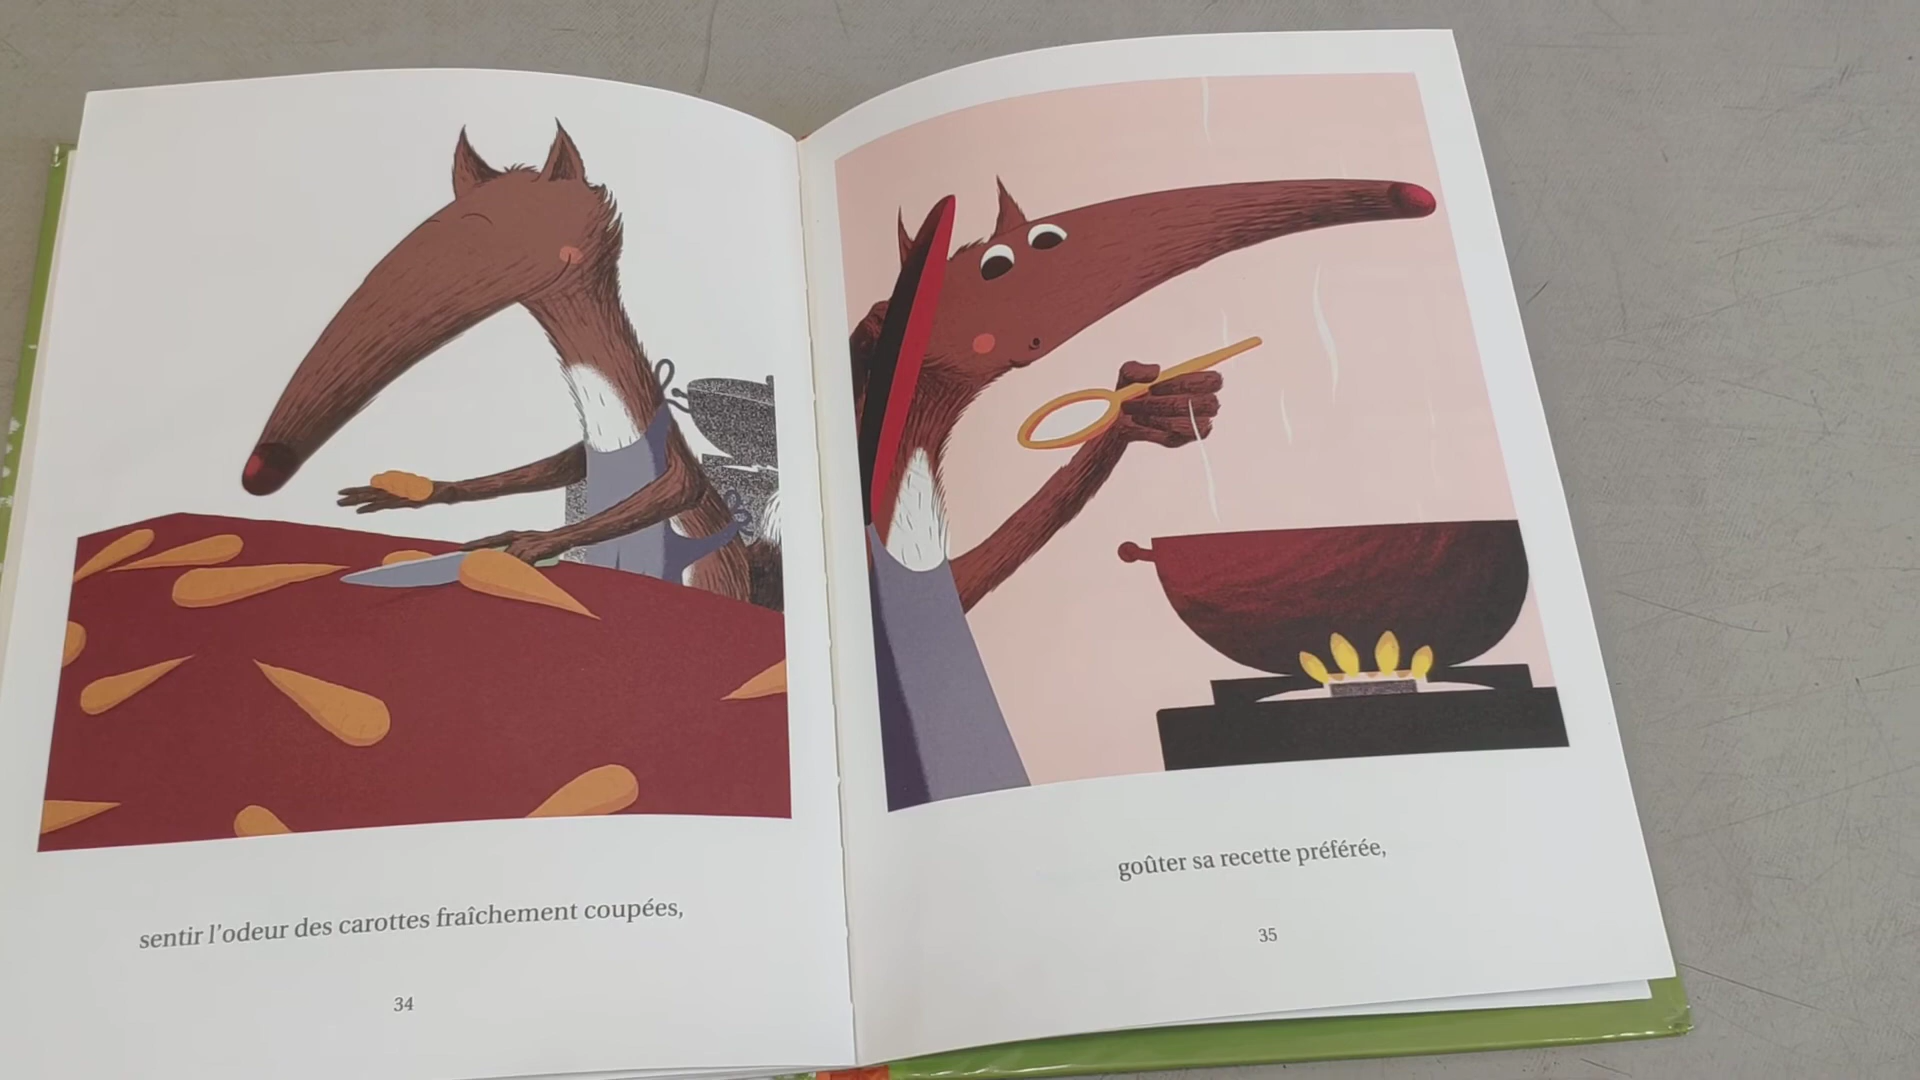 sentir l’odeur des carottes fraîchement coupées,
34
goûter sa recette préférée,
35